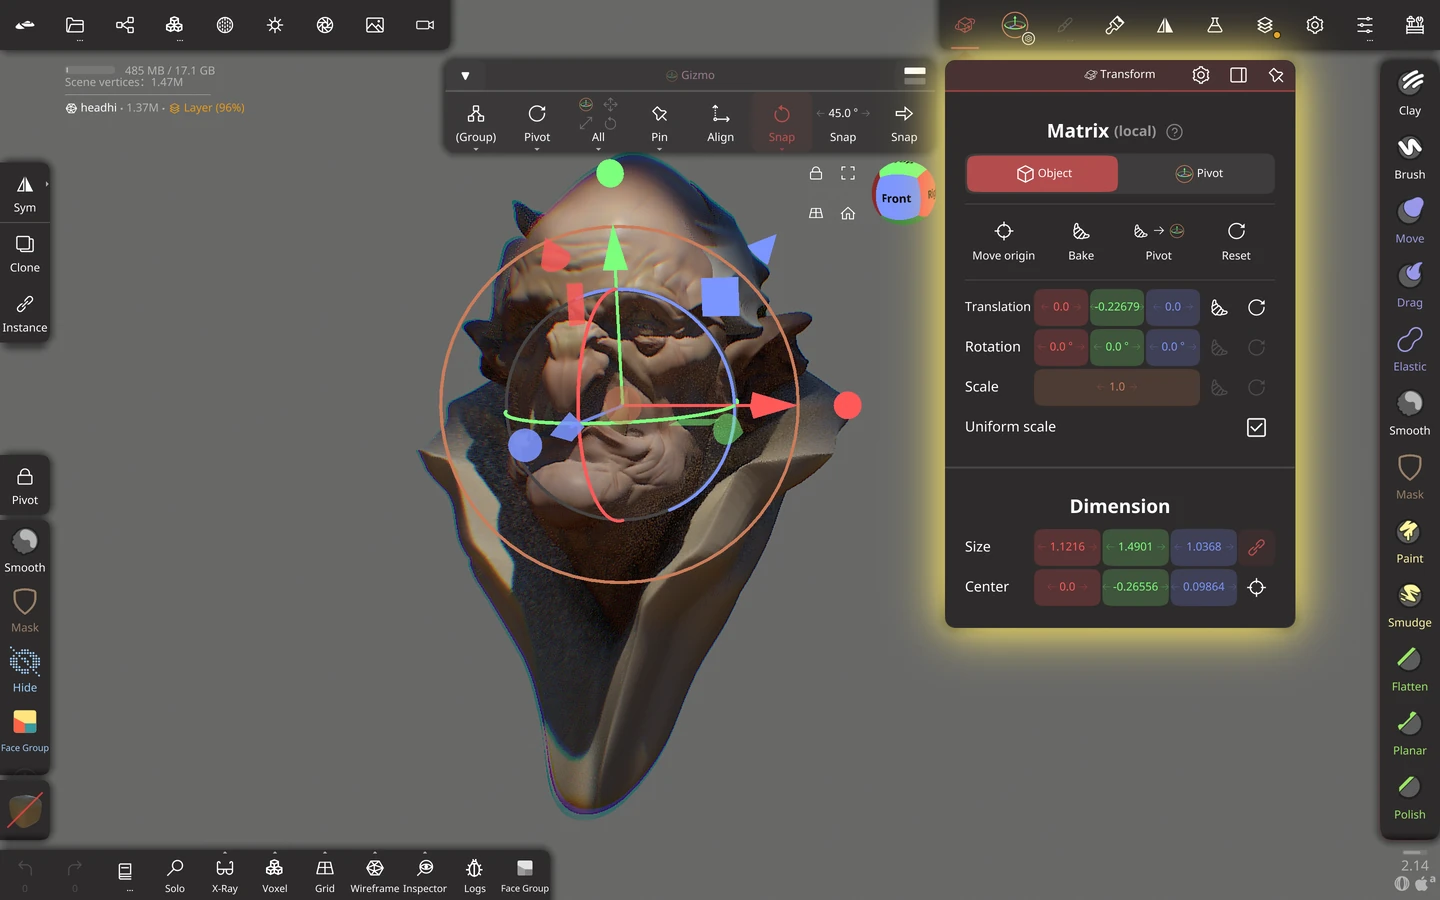 485 MB / 17.1 GB
Scene vertices: 1.47M
headhi · 1.37M · Layer (96%)
Gizmo
(Group)
Pivot
All
Pin
Align
Snap
45.0 °
Snap
Snap
Front
Sym
Clone
Instance
Pivot
Smooth
Mask
Hide
Face Group
Transform
Matrix (local) ?
Object
Pivot
Move origin
Bake
Pivot
Reset
Translation 0.0 -0.22679 0.0
Rotation 0.0 ° 0.0 ° 0.0 °
Scale 1.0
Uniform scale
Dimension
Size 1.1216 1.4901 1.0368
Center 0.0 -0.26556 0.09864
Clay
Brush
Move
Drag
Elastic
Smooth
Mask
Paint
Smudge
Flatten
Planar
Polish
0
0
...
Solo
X-Ray
Voxel
Grid
Wireframe
Inspector
Logs
Face Group
2.14
a